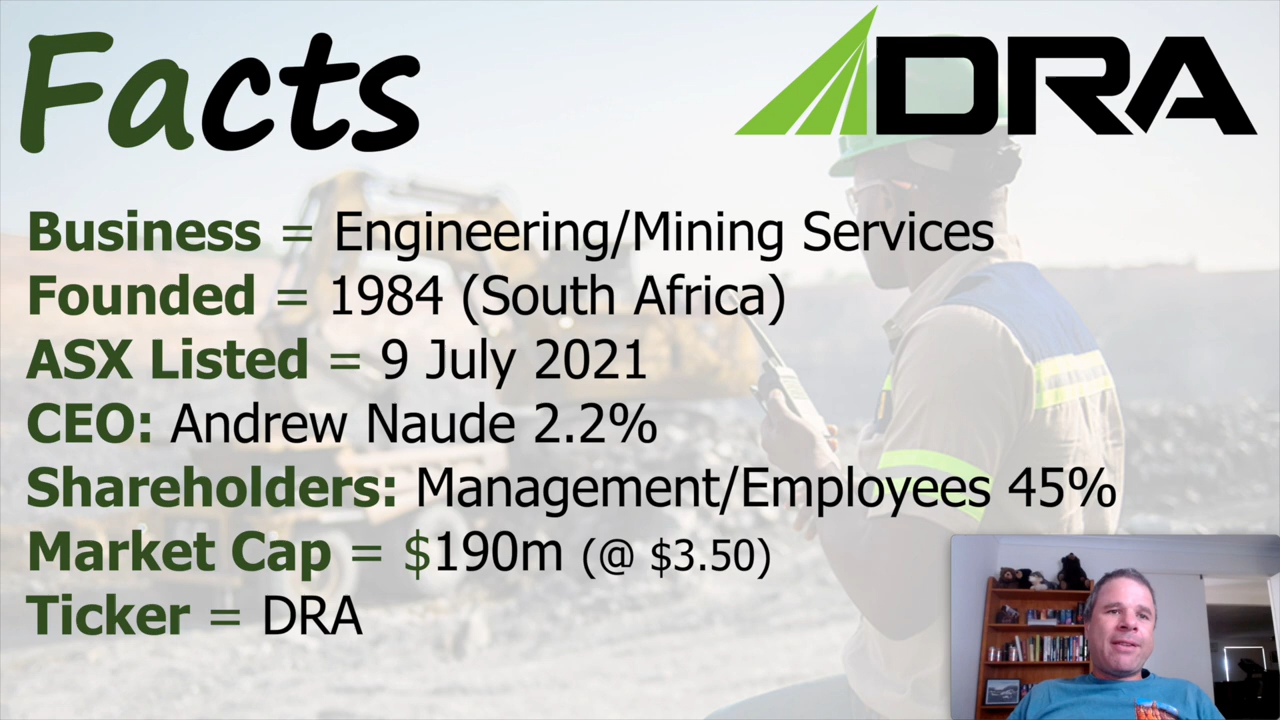 Facts
DRA
Business = Engineering/Mining Services
Founded = 1984 (South Africa)
ASX Listed = 9 July 2021
CEO: Andrew Naude 2.2%
Shareholders: Management/Employees 45%
Market Cap = $190m (@ $3.50)
Ticker = DRA